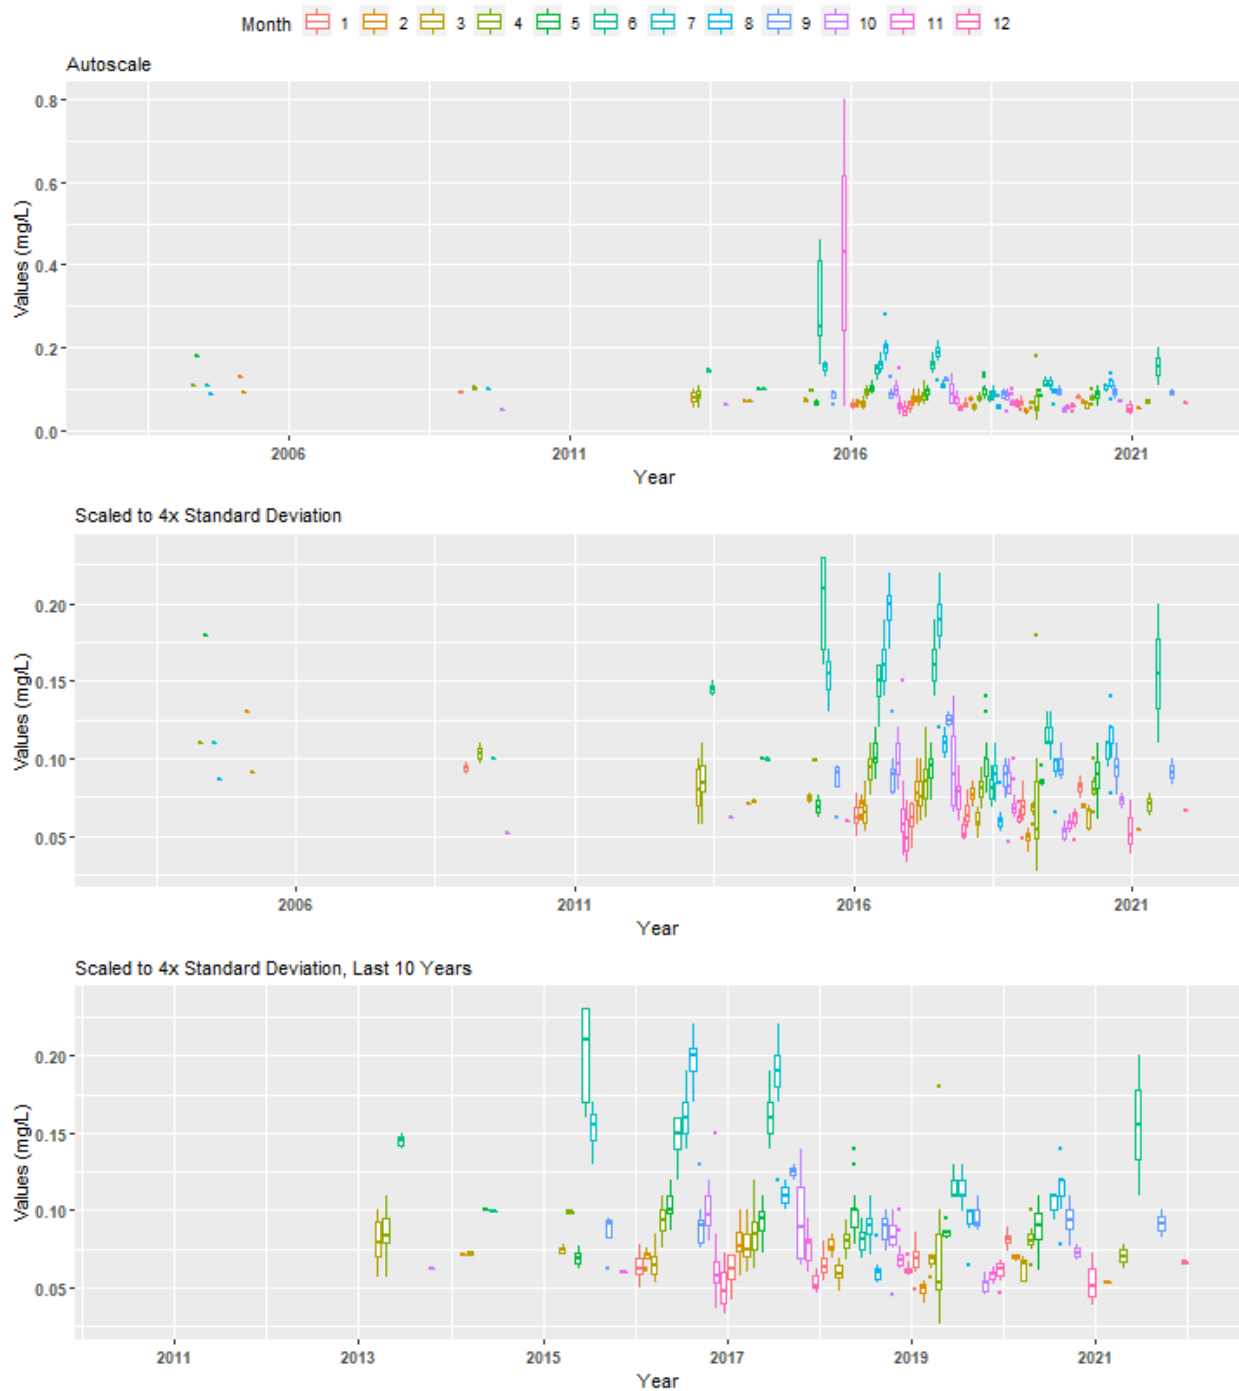 Month 1 2 3 4 5 6 7 8 9 10 11 12
Autoscale
Values (mg/L)
0.8
0.6
0.4
0.2
0.0
2006 2011 2016 2021
Year
Scaled to 4x Standard Deviation
Values (mg/L)
0.20
0.15
0.10
0.05
2006 2011 2016 2021
Year
Scaled to 4x Standard Deviation, Last 10 Years
Values (mg/L)
0.20
0.15
0.10
0.05
2011 2013 2015 2017 2019 2021
Year